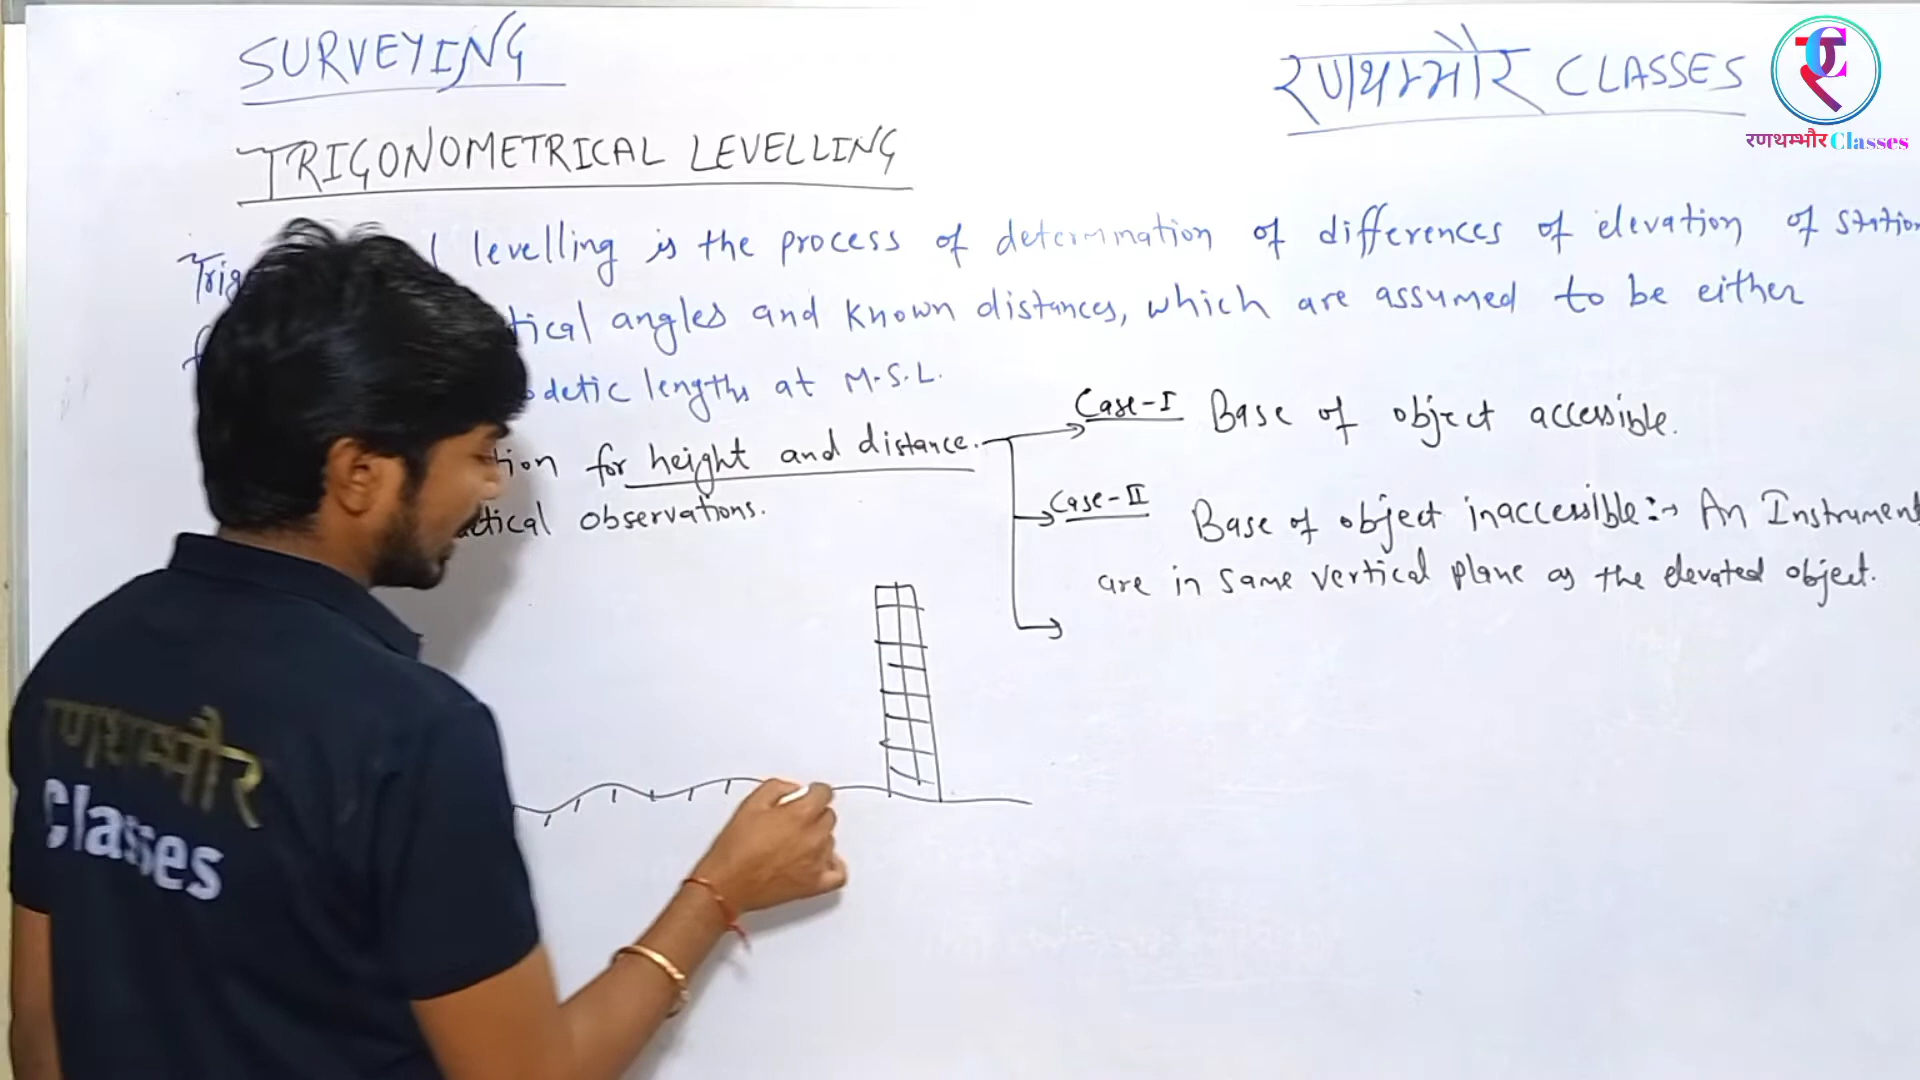 SURVEYING
रणथम्भौर CLASSES
रणथम्भौर Classes
TRIGONOMETRICAL LEVELLING
levelling is the process of determination of differences of elevation of station
angles and known distances, which are assumed to be either
lengths at M.S.L.
for height and distance.
observations.
Case-I Base of object accessible.
Case-II Base of object inaccessible:→ An Instrument
are in same vertical plane as the elevated object.
रणथम्भौर
Classes